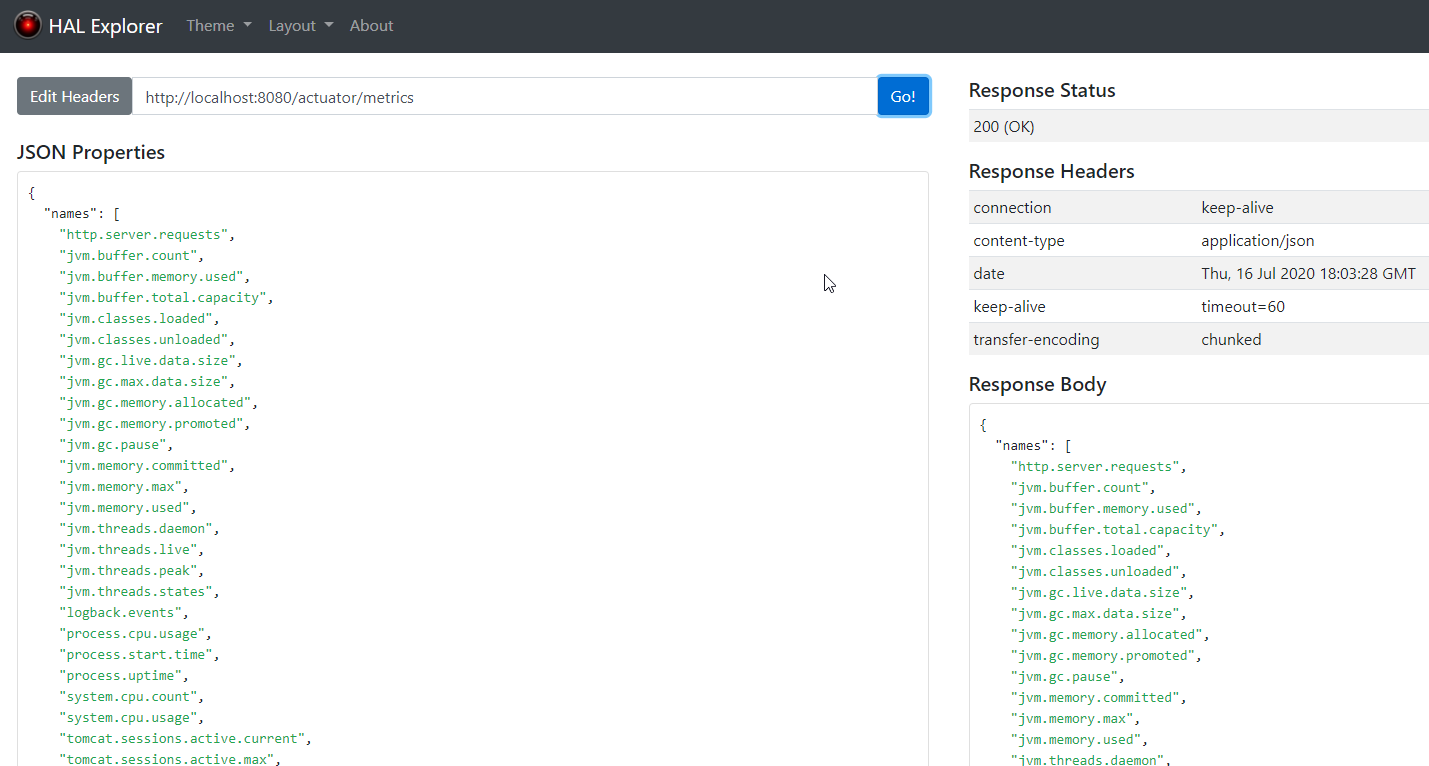 HAL Explorer Theme Layout About
Edit Headers http://localhost:8080/actuator/metrics Go!
JSON Properties
{
"names": [
"http.server.requests",
"jvm.buffer.count",
"jvm.buffer.memory.used",
"jvm.buffer.total.capacity",
"jvm.classes.loaded",
"jvm.classes.unloaded",
"jvm.gc.live.data.size",
"jvm.gc.max.data.size",
"jvm.gc.memory.allocated",
"jvm.gc.memory.promoted",
"jvm.gc.pause",
"jvm.memory.committed",
"jvm.memory.max",
"jvm.memory.used",
"jvm.threads.daemon",
"jvm.threads.live",
"jvm.threads.peak",
"jvm.threads.states",
"logback.events",
"process.cpu.usage",
"process.start.time",
"process.uptime",
"system.cpu.count",
"system.cpu.usage",
"tomcat.sessions.active.current",
"tomcat.sessions.active.max",
Response Status
200 (OK)
Response Headers
connection keep-alive
content-type application/json
date Thu, 16 Jul 2020 18:03:28 GMT
keep-alive timeout=60
transfer-encoding chunked
Response Body
{
"names": [
"http.server.requests",
"jvm.buffer.count",
"jvm.buffer.memory.used",
"jvm.buffer.total.capacity",
"jvm.classes.loaded",
"jvm.classes.unloaded",
"jvm.gc.live.data.size",
"jvm.gc.max.data.size",
"jvm.gc.memory.allocated",
"jvm.gc.memory.promoted",
"jvm.gc.pause",
"jvm.memory.committed",
"jvm.memory.max",
"jvm.memory.used",
"jvm.threads.daemon",